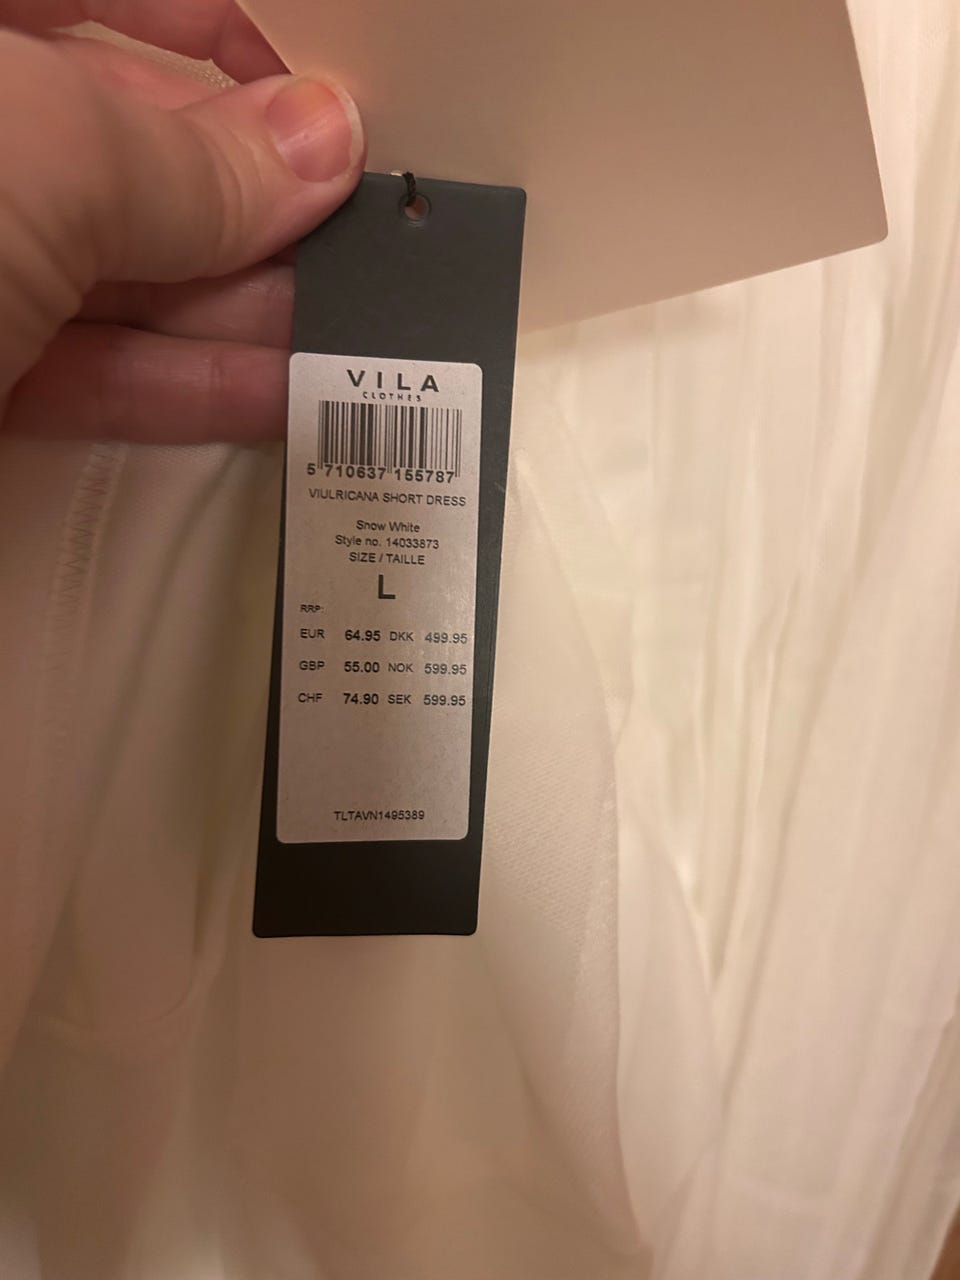 VILA
CLOTHES
5 710637 155787
VIULRICANA SHORT DRESS
Snow White
Style no. 14033873
SIZE / TAILLE
L
RRP:
EUR 64.95 DKK 499.95
GBP 55.00 NOK 599.95
CHF 74.90 SEK 599.95
TLTAVN1495389